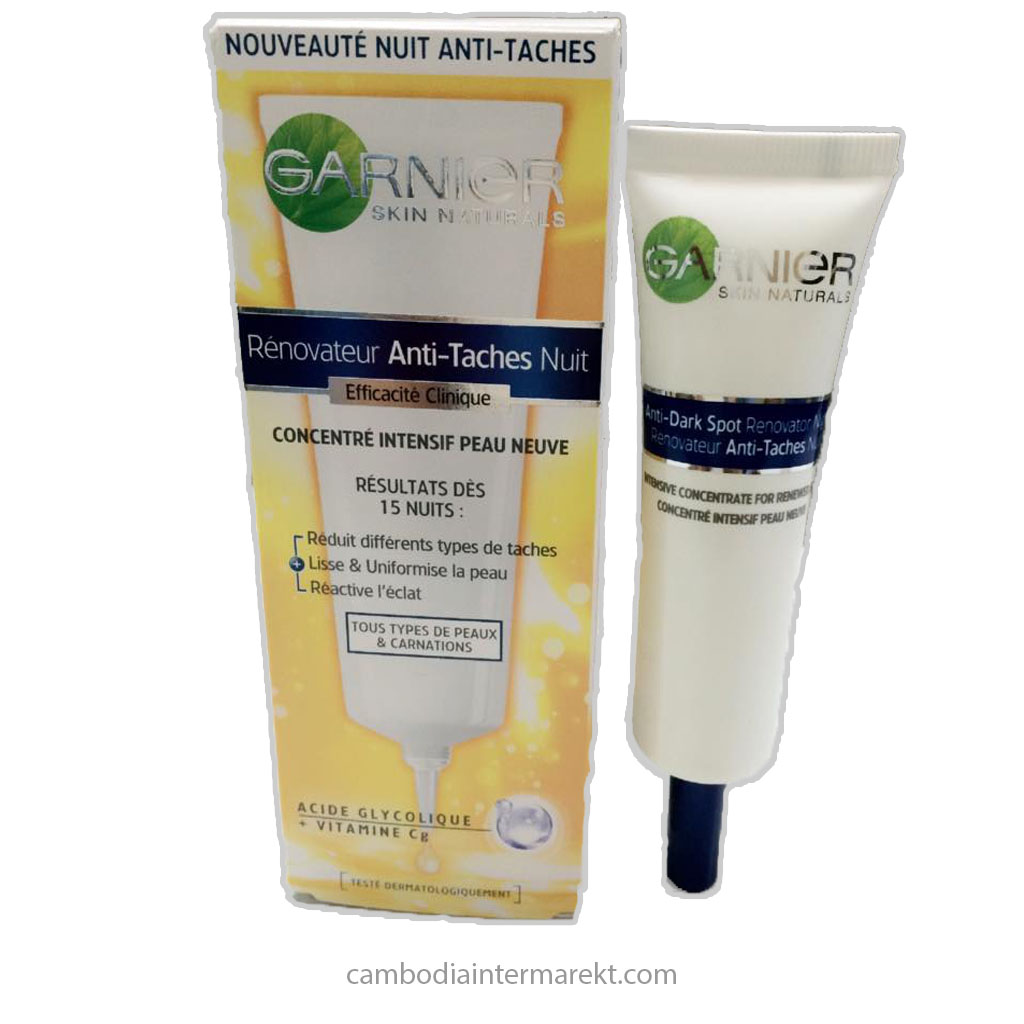 NOUVEAUTÉ NUIT ANTI-TACHES
GARNIER
SKIN NATURALS
Rénovateur Anti-Taches Nuit
Efficacité Clinique
CONCENTRÉ INTENSIF PEAU NEUVE
RÉSULTATS DÈS
15 NUITS :
Réduit différents types de taches
+ Lisse & Uniformise la peau
Réactive l'éclat
TOUS TYPES DE PEAUX
& CARNATIONS
ACIDE GLYCOLIQUE
+ VITAMINE Cg
[TESTÉ DERMATOLOGIQUEMENT]
GARNIER
SKIN NATURALS
Anti-Dark Spot Renovator
Rénovateur Anti-Taches
INTENSIVE CONCENTRATE FOR
CONCENTRÉ INTENSIF PEAU NEUVE
cambodiaintermarekt.com